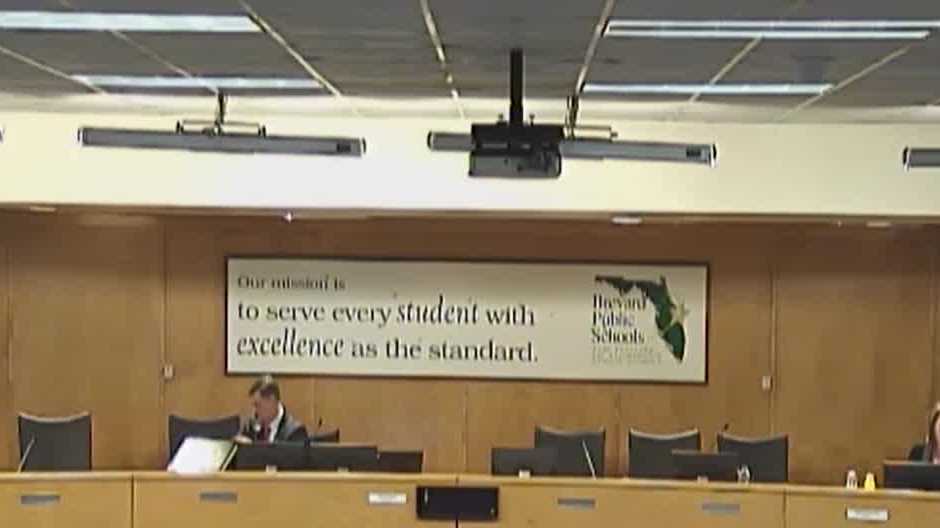 Our mission is
to serve every student with
excellence as the standard.
Brevard
Public
Schools